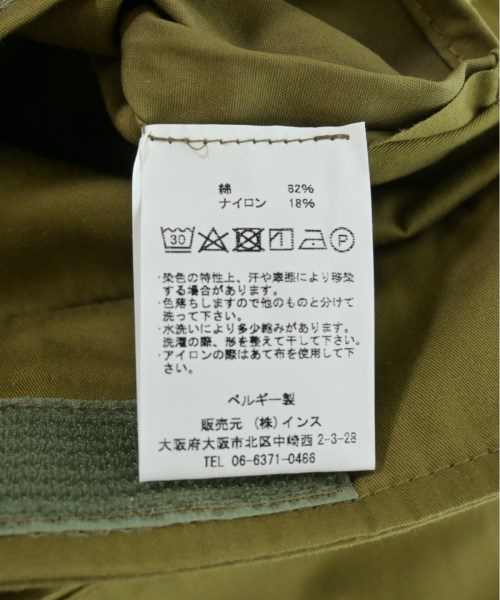 綿 82%
ナイロン 18%
30 P
・染色の特性上、汗や摩擦により移染
する場合があります。
・色落ちしますので他のものと分けて
洗って下さい。
・水洗いにより多少縮みがあります。
洗濯の際、形を整えて干して下さい。
・アイロンの際はあて布を使用して下
さい。
ベルギー製
販売元 (株)インス
大阪府大阪市北区中崎西2-3-28
TEL 06-6371-0466